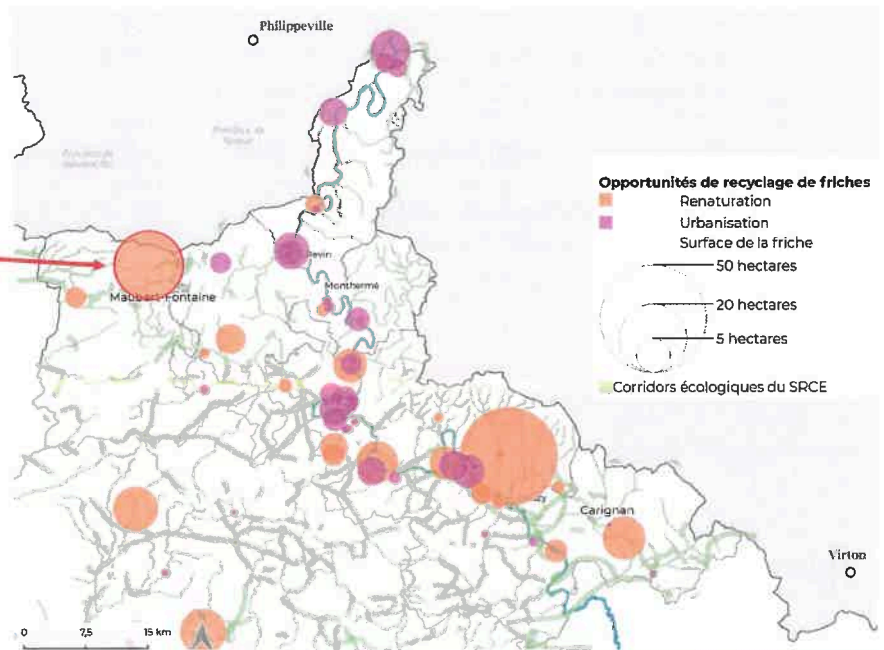 Philippeville
Opportunités de recyclage de friches
Renaturation
Urbanisation
Surface de la friche
50 hectares
20 hectares
5 hectares
Corridors écologiques du SRCE
Revin
Monthermé
Maubert-Fontaine
Carignan
Virton
0 7,5 15 km